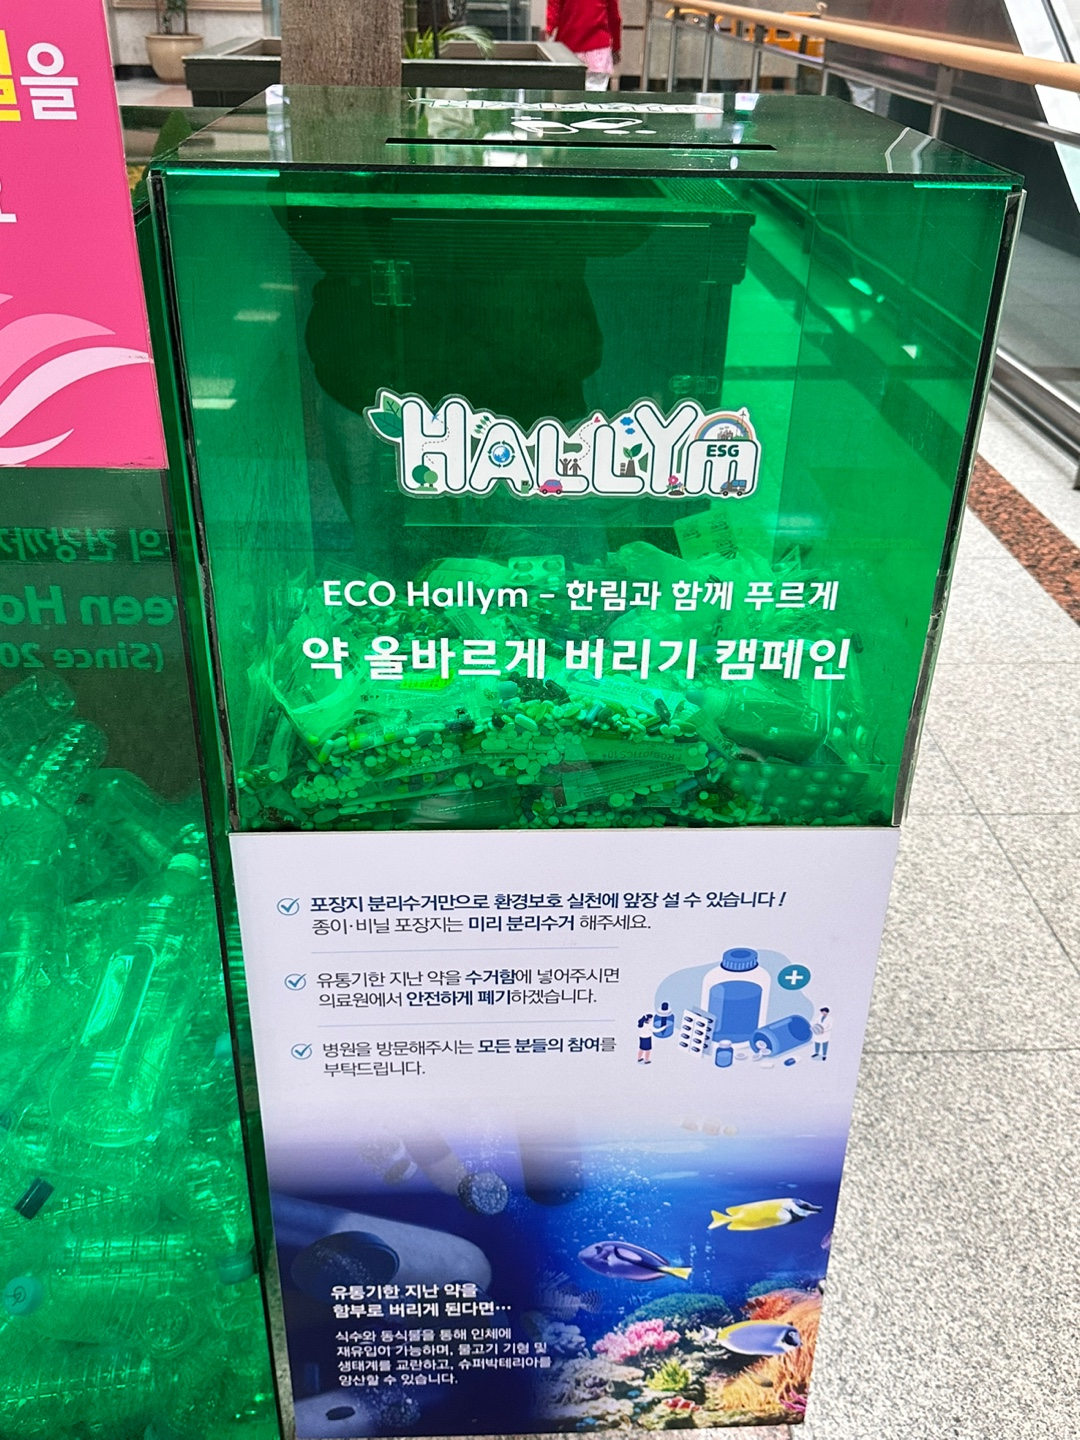 을
HALLYM
ESG
ECO Hallym – 한림과 함께 푸르게
약 올바르게 버리기 캠페인
포장지 분리수거만으로 환경보호 실천에 앞장 설 수 있습니다!
종이·비닐 포장지는 미리 분리수거 해주세요.
유통기한 지난 약을 수거함에 넣어주시면
의료원에서 안전하게 폐기하겠습니다.
병원을 방문해주시는 모든 분들의 참여를
부탁드립니다.
유통기한 지난 약을
함부로 버리게 된다면···
식수와 동식물을 통해 인체에
재유입이 가능하며, 물고기 기형 및
생태계를 교란하고, 슈퍼박테리아를
양산할 수 있습니다.
een Ho
(Since 20